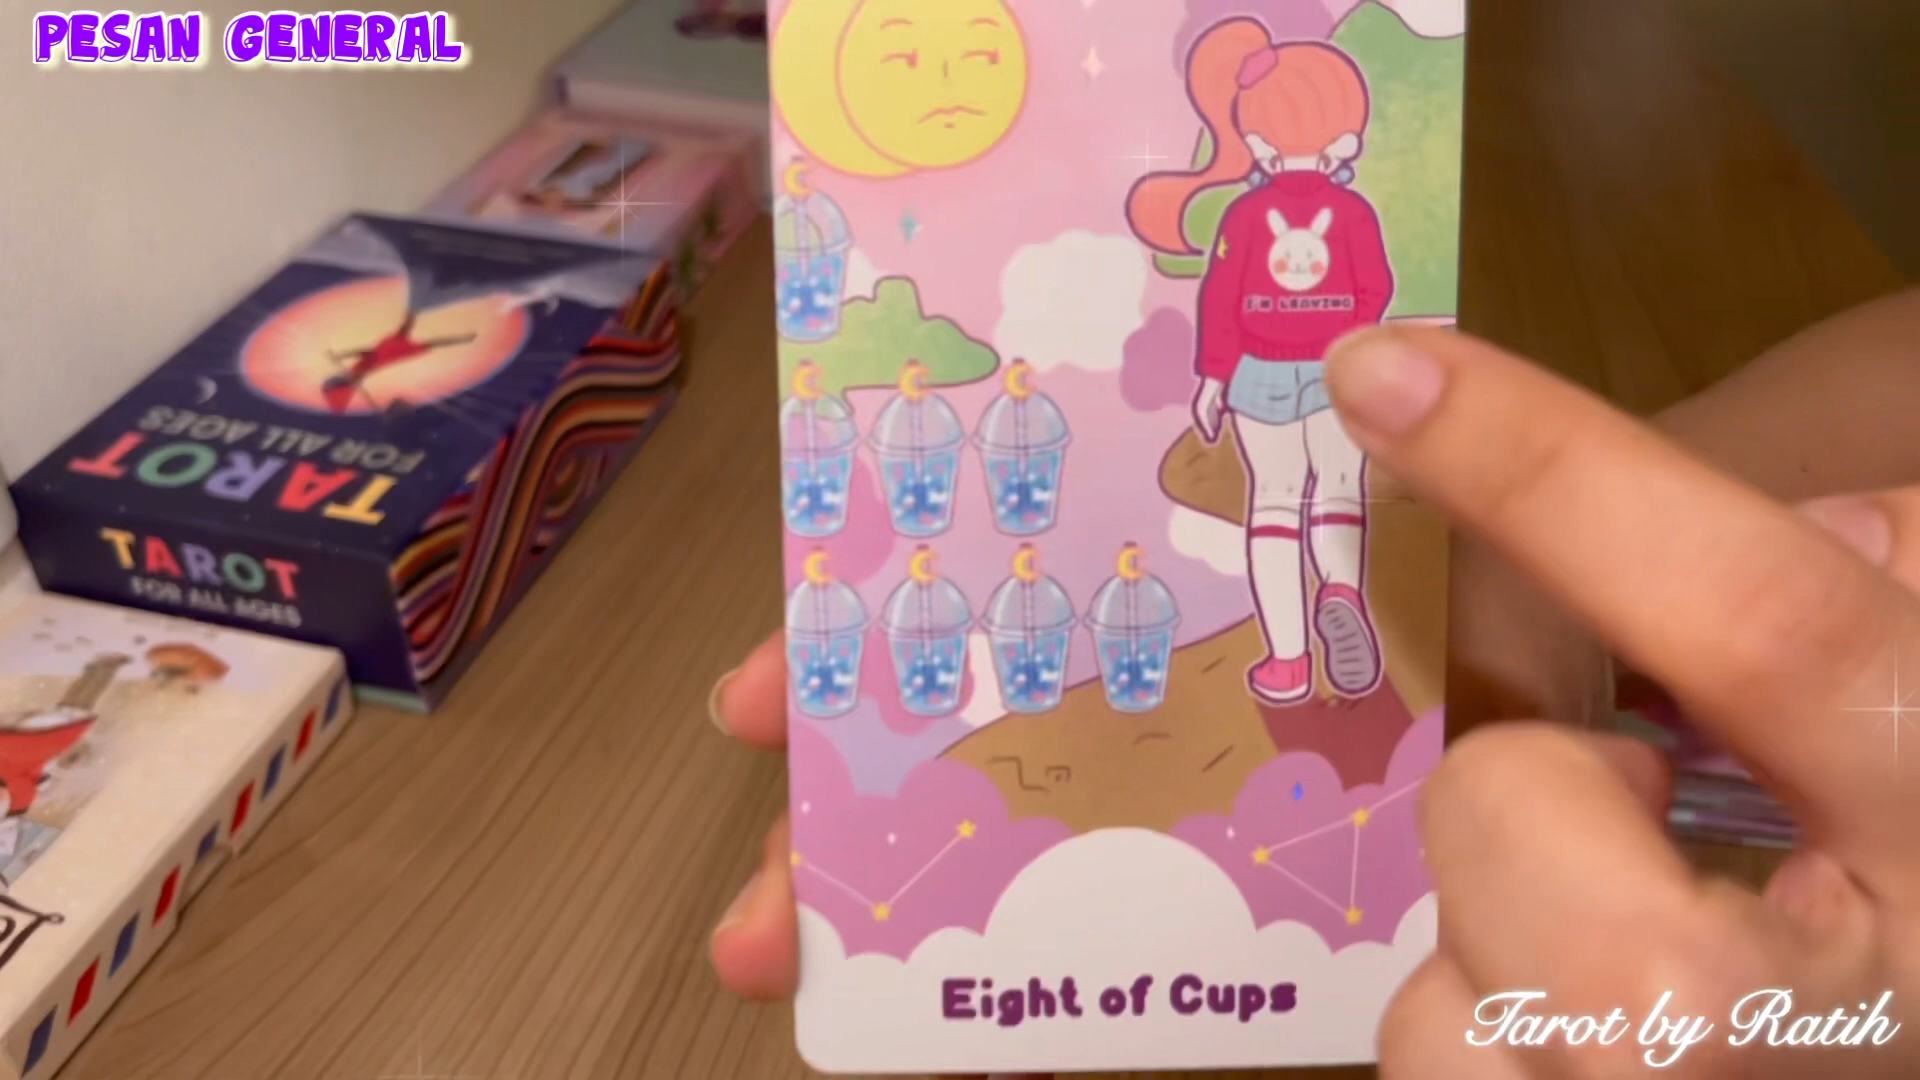 PESAN GENERAL
TAROT
FOR ALL AGES
TAROT
FOR ALL AGES
I'M LEAVING
Eight of Cups
Tarot by Ratih